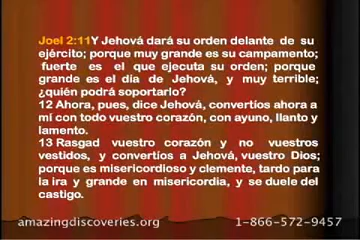 Joel 2:11Y Jehová dará su orden delante de su
ejército; porque muy grande es su campamento;
fuerte es el que ejecuta su orden; porque
grande es el día de Jehová, y muy terrible;
¿quién podrá soportarlo?
12 Ahora, pues, dice Jehová, convertíos ahora a
mí con todo vuestro corazón, con ayuno, llanto y
lamento.
13 Rasgad vuestro corazón y no vuestros
vestidos, y convertíos a Jehová, vuestro Dios;
porque es misericordioso y clemente, tardo para
la ira y grande en misericordia, y se duele del
castigo.
amazingdiscoveries.org 1-866-572-9457